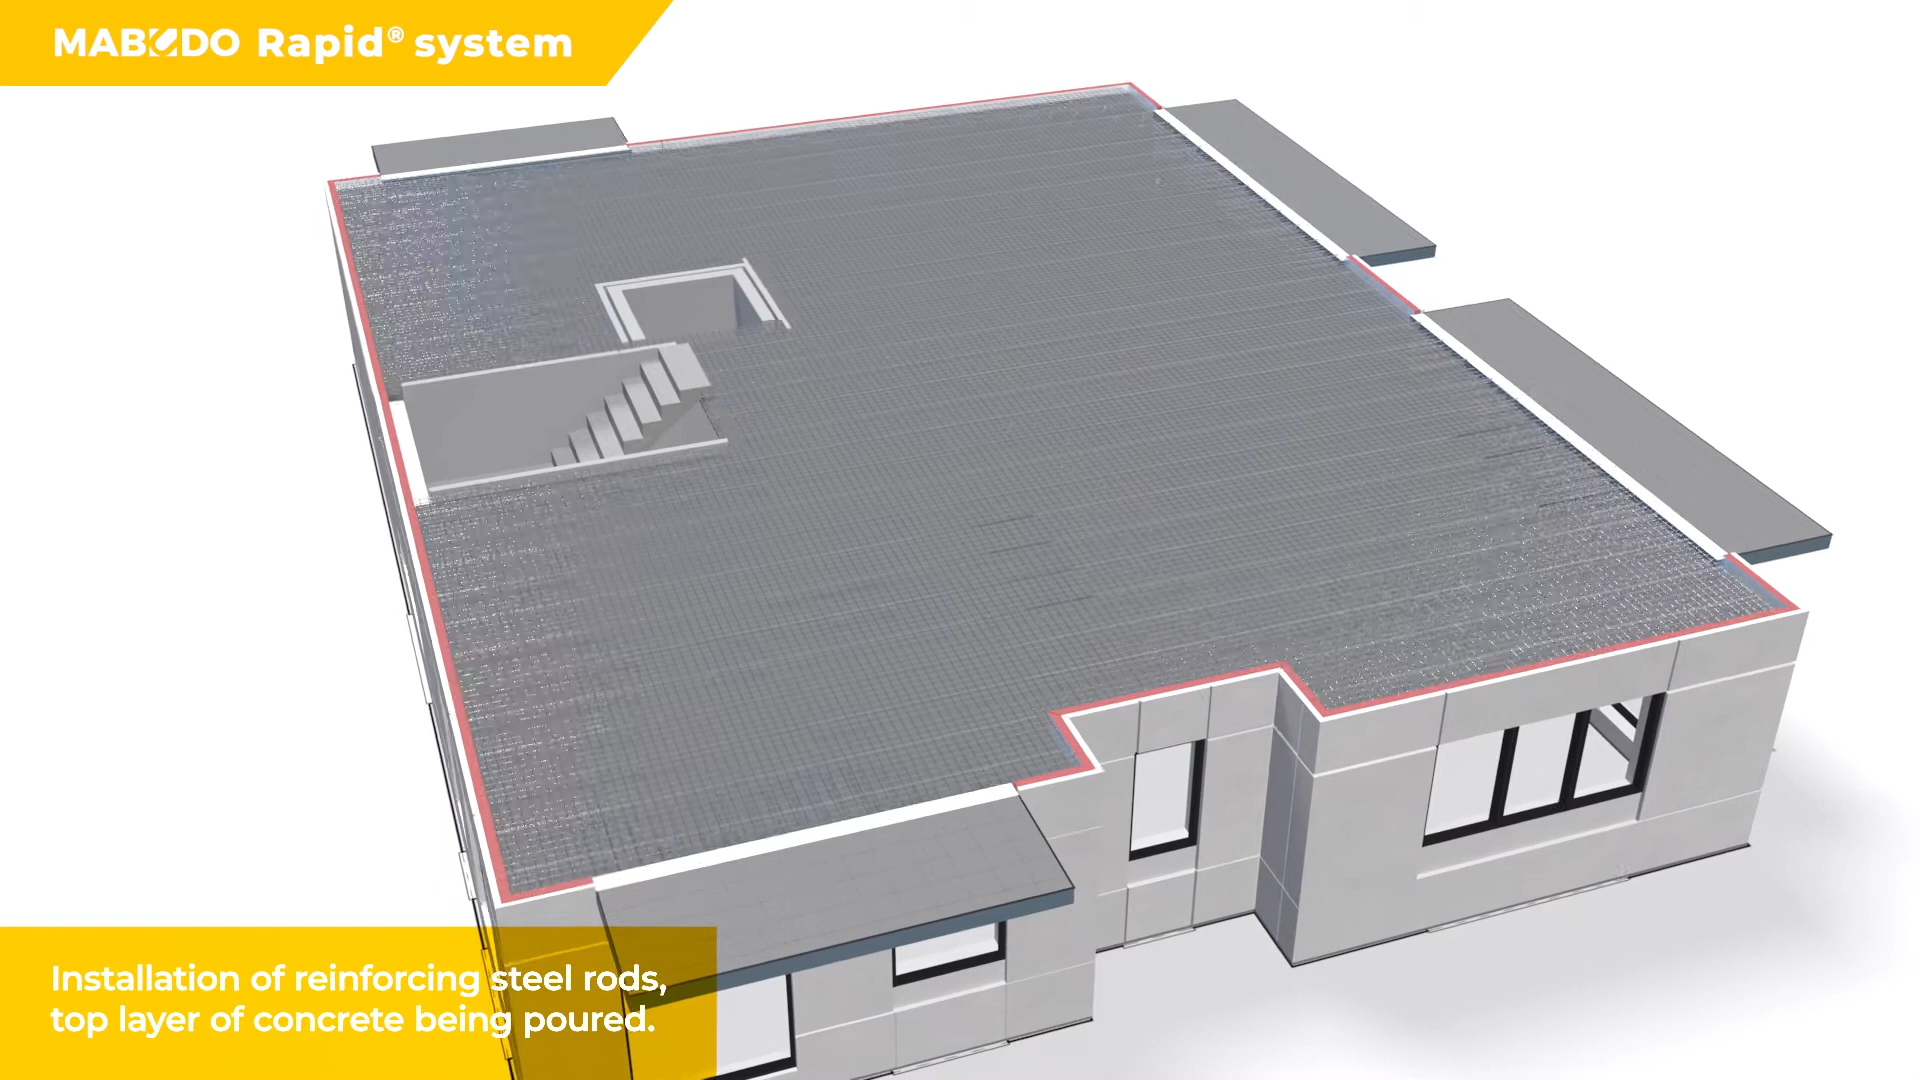 MABUDO Rapid® system
Installation of reinforcing steel rods,
top layer of concrete being poured.